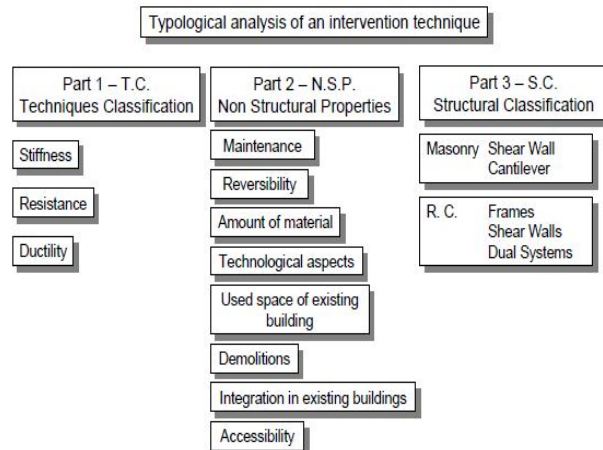 Typological analysis of an intervention technique
Part 1 – T.C.
Techniques Classification
Stiffness
Resistance
Ductility
Part 2 – N.S.P.
Non Structural Properties
Maintenance
Reversibility
Amount of material
Technological aspects
Used space of existing
building
Demolitions
Integration in existing buildings
Accessibility
Part 3 – S.C.
Structural Classification
Masonry Shear Wall
Cantilever
R. C. Frames
Shear Walls
Dual Systems